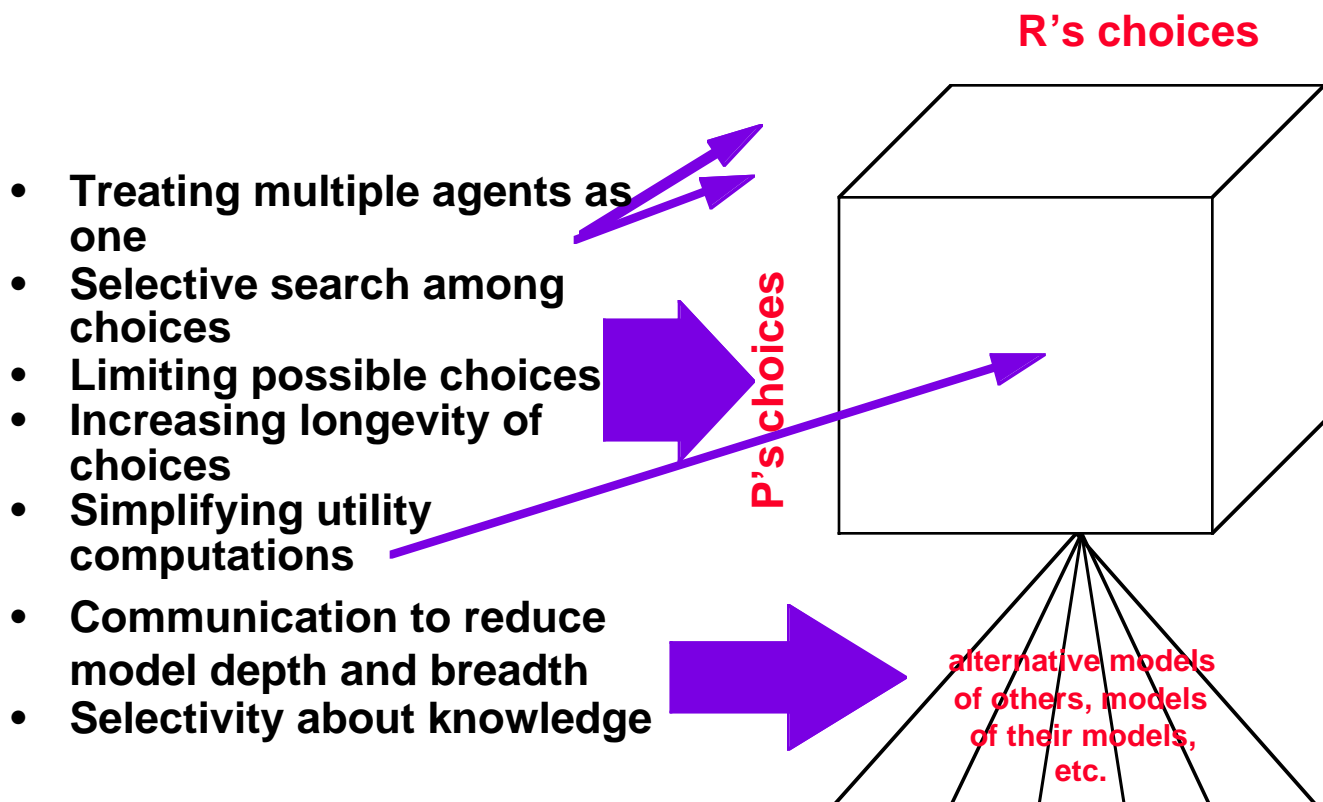 R’s choices
• Treating multiple agents as
one
• Selective search among
choices
• Limiting possible choices
• Increasing longevity of
choices
• Simplifying utility
computations
• Communication to reduce
model depth and breadth
• Selectivity about knowledge
P’s choices
alternative models
of others, models
of their models,
etc.